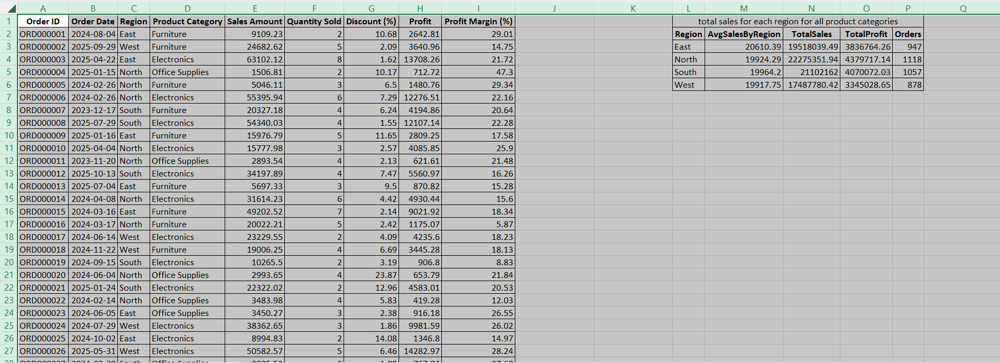 A B C D E F G H I J K L M N O P Q
1 Order ID Order Date Region Product Category Sales Amount Quantity Sold Discount (%) Profit Profit Margin (%) total sales for each region for all product categories
2 ORD000001 2024-08-04 East Furniture 9109.23 2 10.68 2642.81 29.01 Region AvgSalesByRegion TotalSales TotalProfit Orders
3 ORD000002 2025-09-29 West Furniture 24682.62 5 2.09 3640.96 14.75 East 20610.39 19518039.49 3836764.26 947
4 ORD000003 2025-04-22 East Electronics 63102.12 8 1.62 13708.26 21.72 North 19924.29 22275351.94 4379717.14 1118
5 ORD000004 2025-01-15 North Office Supplies 1506.81 2 10.17 712.72 47.3 South 19964.2 21102162 4070072.03 1057
6 ORD000005 2024-02-26 North Furniture 5046.11 3 6.5 1480.76 29.34 West 19917.75 17487780.42 3345028.65 878
7 ORD000006 2024-02-26 North Electronics 55395.94 6 7.29 12276.51 22.16
8 ORD000007 2023-12-17 South Furniture 20327.18 4 6.24 4194.86 20.64
9 ORD000008 2025-07-29 South Electronics 54340.03 4 1.55 12107.14 22.28
10 ORD000009 2025-01-16 East Furniture 15976.79 5 11.65 2809.25 17.58
11 ORD000010 2025-04-04 North Electronics 15777.98 3 2.57 4085.85 25.9
12 ORD000011 2023-11-20 North Office Supplies 2893.54 4 2.13 621.61 21.48
13 ORD000012 2025-10-13 South Electronics 34197.89 4 7.47 5560.97 16.26
14 ORD000013 2025-07-04 East Furniture 5697.33 3 9.5 870.82 15.28
15 ORD000014 2024-04-08 North Electronics 31614.23 6 4.42 4930.44 15.6
16 ORD000015 2024-03-16 East Furniture 49202.52 7 2.14 9021.92 18.34
17 ORD000016 2024-03-17 North Furniture 20022.21 5 2.42 1175.07 5.87
18 ORD000017 2024-06-14 West Electronics 23229.55 2 4.09 4235.6 18.23
19 ORD000018 2024-11-22 West Furniture 19006.25 4 6.69 3445.28 18.13
20 ORD000019 2024-09-15 South Electronics 10265.5 2 3.19 906.8 8.83
21 ORD000020 2024-06-04 North Office Supplies 2993.65 4 23.87 653.79 21.84
22 ORD000021 2025-01-24 South Electronics 22322.02 2 12.96 4583.01 20.53
23 ORD000022 2024-02-14 North Office Supplies 3483.98 4 5.83 419.28 12.03
24 ORD000023 2024-06-05 East Office Supplies 3450.27 3 2.38 916.18 26.55
25 ORD000024 2024-07-29 West Electronics 38362.65 3 1.86 9981.59 26.02
26 ORD000025 2024-10-02 East Electronics 8994.83 2 14.08 1346.8 14.97
27 ORD000026 2025-05-31 West Electronics 50582.57 5 6.46 14282.97 28.24